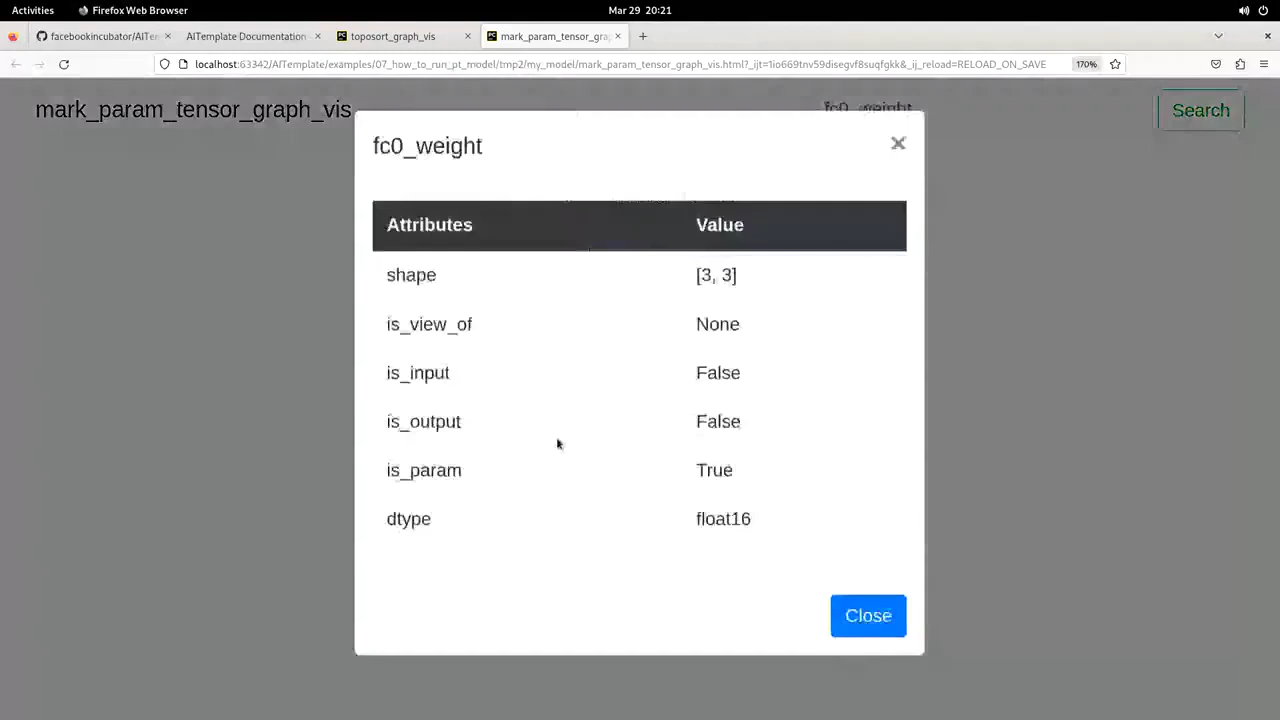 Activities
Firefox Web Browser
Mar 29 20:21
facebookincubator/AITe
AITemplate Documentation
toposort_graph_vis
mark_param_tensor_gra
localhost:63342/AITemplate/examples/07_how_to_run_pt_model/tmp2/my_model/mark_param_tensor_graph_vis.html?_ijt=1io669tnv59disegvf8suqfgkk&_ij_reload=RELOAD_ON_SAVE
170%
mark_param_tensor_graph_vis
fc0_weight
Search
fc0_weight
Attributes Value
shape [3, 3]
is_view_of None
is_input False
is_output False
is_param True
dtype float16
Close